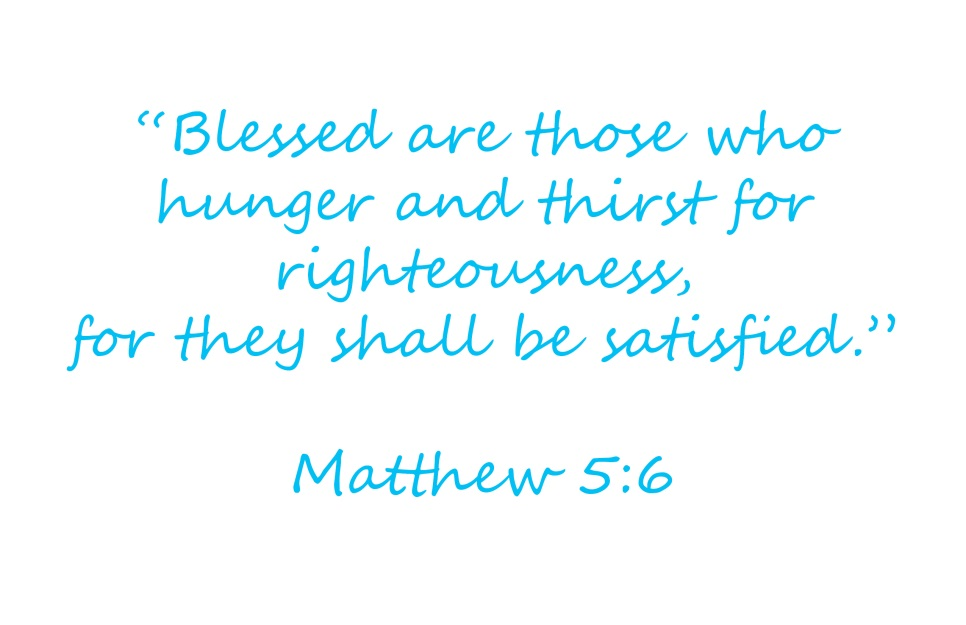 “Blessed are those who
hunger and thirst for
righteousness,
for they shall be satisfied.”
Matthew 5:6